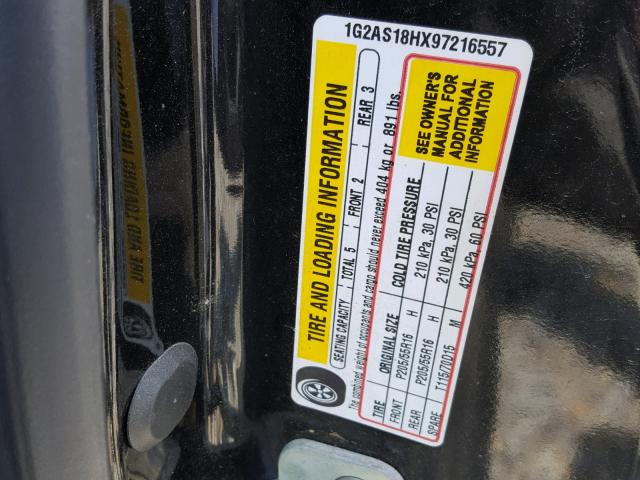 1G2AS18HX97216557
TIRE AND LOADING INFORMATION
SEATING CAPACITY TOTAL 5 FRONT 2 REAR 3
The combined weight of occupants and cargo should never exceed 404 kg or 891 lbs.
TIRE ORIGINAL SIZE COLD TIRE PRESSURE
FRONT P205/55R16 H 210 kPa, 30 PSI
REAR P205/55R16 H 210 kPa, 30 PSI
SPARE T115/70D15 M 420 kPa, 60 PSI
SEE OWNER'S
MANUAL FOR
ADDITIONAL
INFORMATION